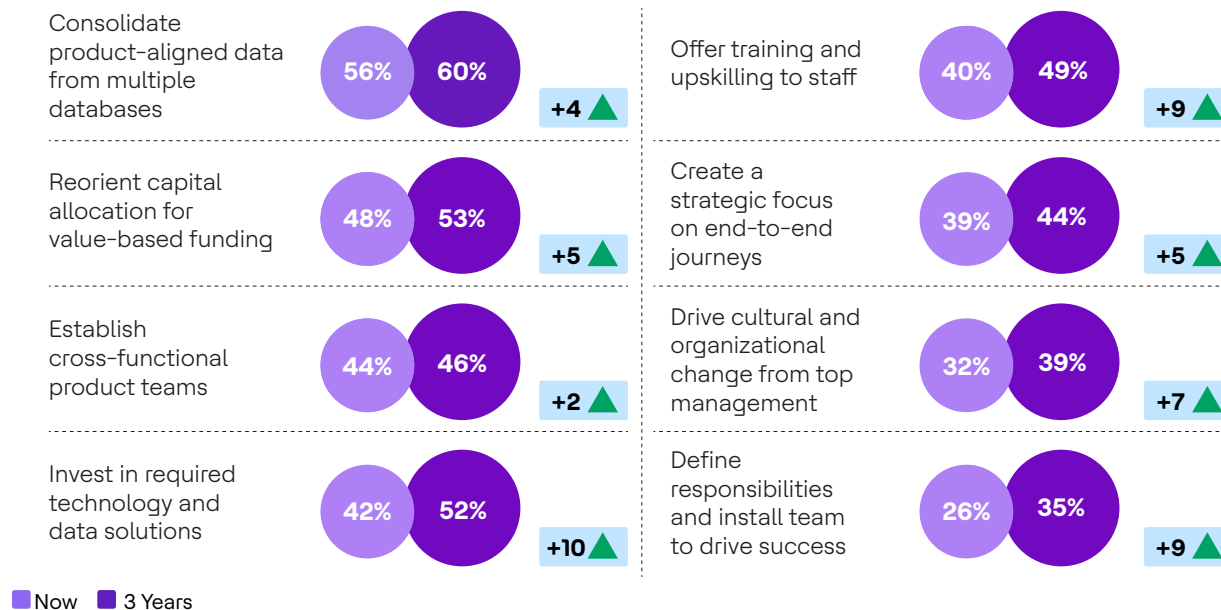 Consolidate
product-aligned data
from multiple
databases
56% 60%
+4
Reorient capital
allocation for
value-based funding
48% 53%
+5
Establish
cross-functional
product teams
44% 46%
+2
Invest in required
technology and
data solutions
42% 52%
+10
Offer training and
upskilling to staff
40% 49%
+9
Create a
strategic focus
on end-to-end
journeys
39% 44%
+5
Drive cultural and
organizational
change from top
management
32% 39%
+7
Define
responsibilities
and install team
to drive success
26% 35%
+9
Now 3 Years